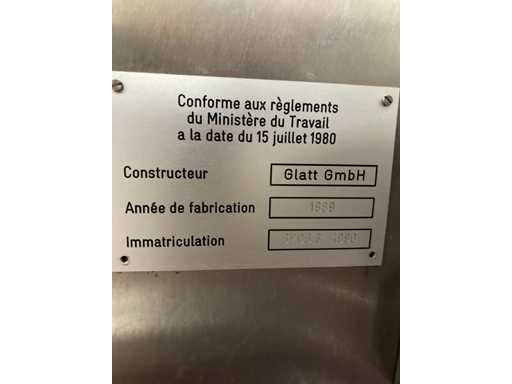 Conforme aux règlements
du Ministère du Travail
a la date du 15 juillet 1980
Constructeur Glatt GmbH
Année de fabrication 1989
Immatriculation